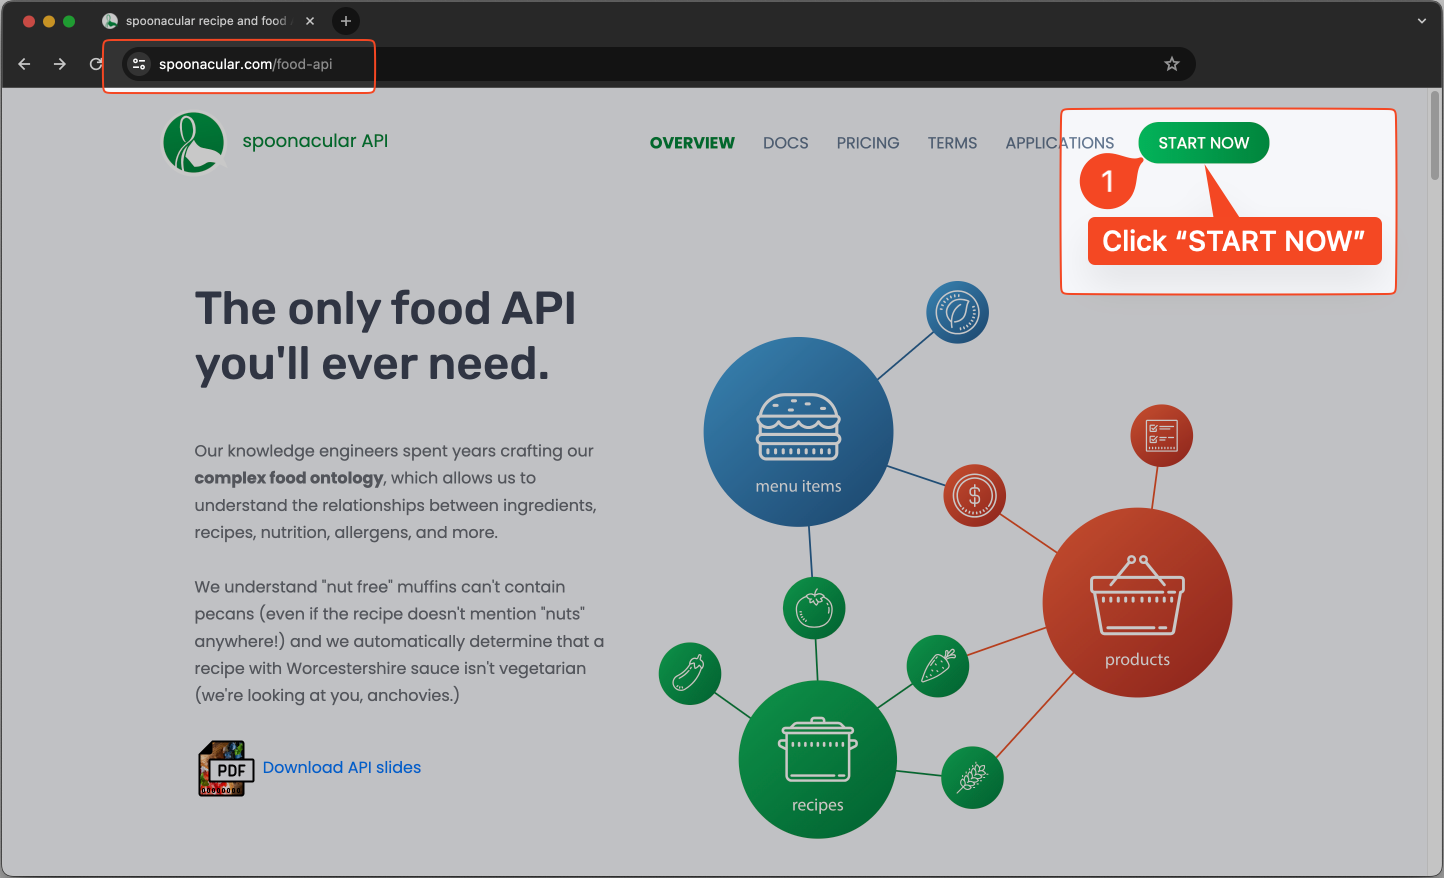 spoonacular recipe and food
spoonacular.com/food-api
spoonacular API
OVERVIEW
DOCS
PRICING
TERMS
APPLICATIONS
START NOW
1
Click “START NOW”
The only food API
you'll ever need.
Our knowledge engineers spent years crafting our
complex food ontology, which allows us to
understand the relationships between ingredients,
recipes, nutrition, allergens, and more.
We understand "nut free" muffins can't contain
pecans (even if the recipe doesn't mention "nuts"
anywhere!) and we automatically determine that a
recipe with Worcestershire sauce isn't vegetarian
(we're looking at you, anchovies.)
PDF
Download API slides
menu items
$
products
recipes